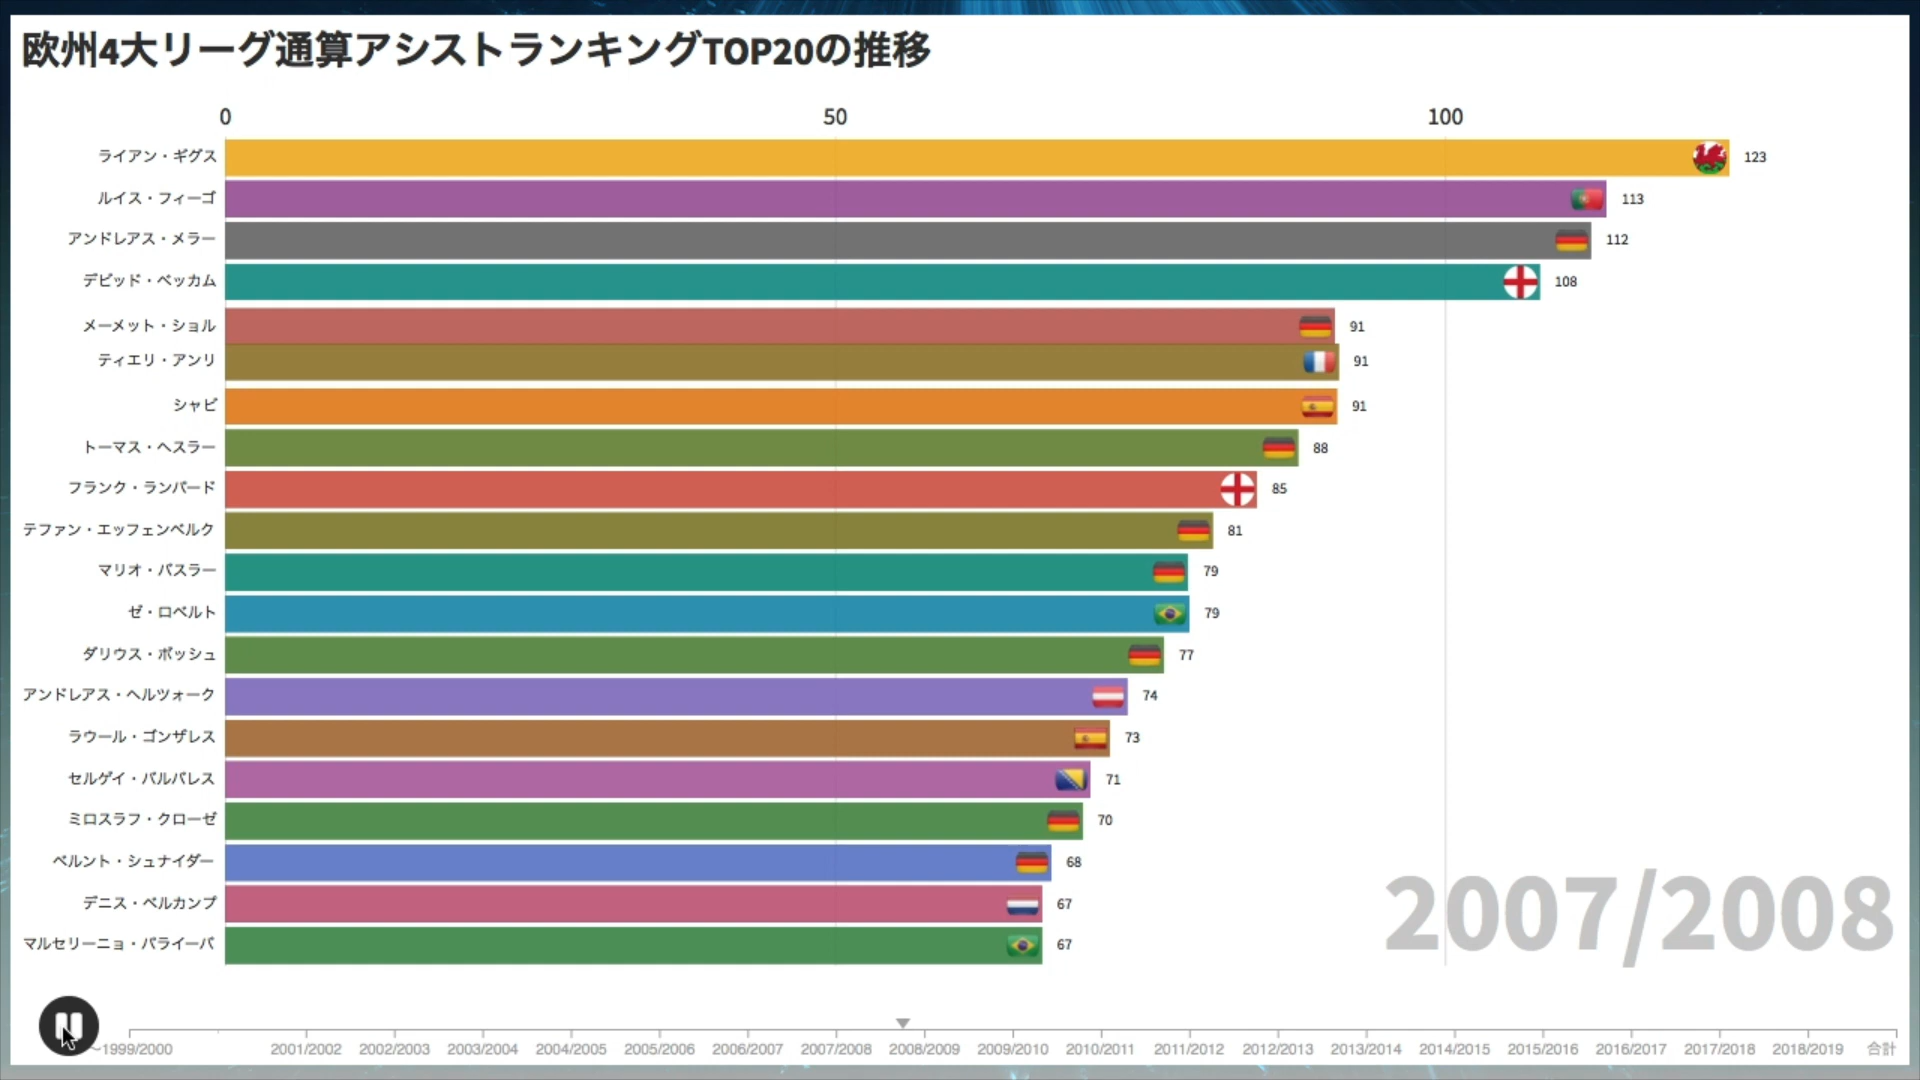 欧州4大リーグ通算アシストランキングTOP20の推移
0 50 100
ライアン・ギグス 123
ルイス・フィーゴ 113
アンドレアス・メラー 112
デビッド・ベッカム 108
メーメット・ショル 91
ティエリ・アンリ 91
シャビ 91
トーマス・ヘスラー 88
フランク・ランパード 85
テファン・エッフェンベルク 81
マリオ・バスラー 79
ゼ・ロベルト 79
ダリウス・ボッシュ 77
アンドレアス・ヘルツォーク 74
ラウール・ゴンザレス 73
セルゲイ・バルバレス 71
ミロスラフ・クローゼ 70
ベルント・シュナイダー 68
デニス・ベルカンプ 67
マルセリーニョ・パライーバ 67
2007/2008
~1999/2000 2001/2002 2002/2003 2003/2004 2004/2005 2005/2006 2006/2007 2007/2008 2008/2009 2009/2010 2010/2011 2011/2012 2012/2013 2013/2014 2014/2015 2015/2016 2016/2017 2017/2018 2018/2019 合計